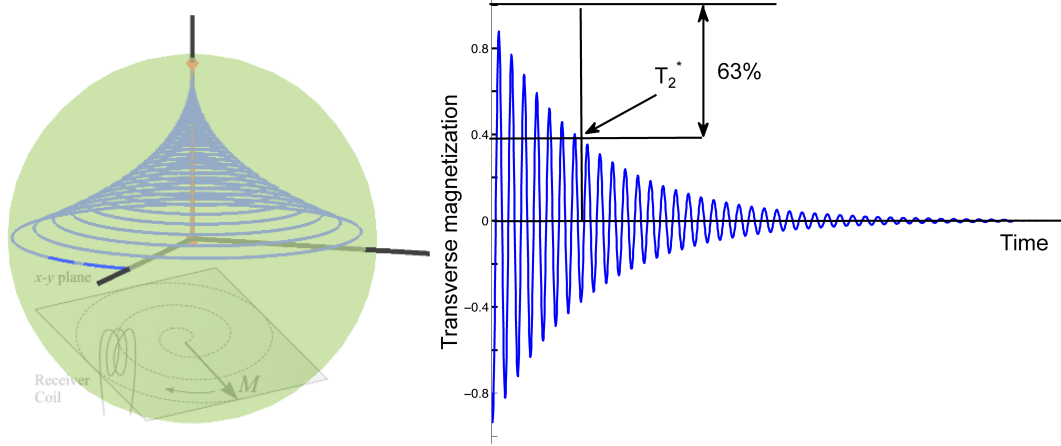 x-y plane
Receiver
Coil
M
Transverse magnetization
0.8
0.4
0
−0.4
−0.8
T2*
63%
Time